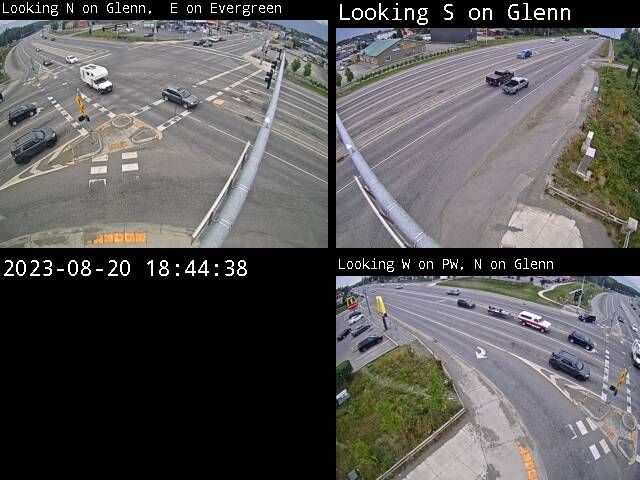 Looking N on Glenn,  E on Evergreen
Looking S on Glenn
2023-08-20 18:44:38
Looking W on PW, N on Glenn